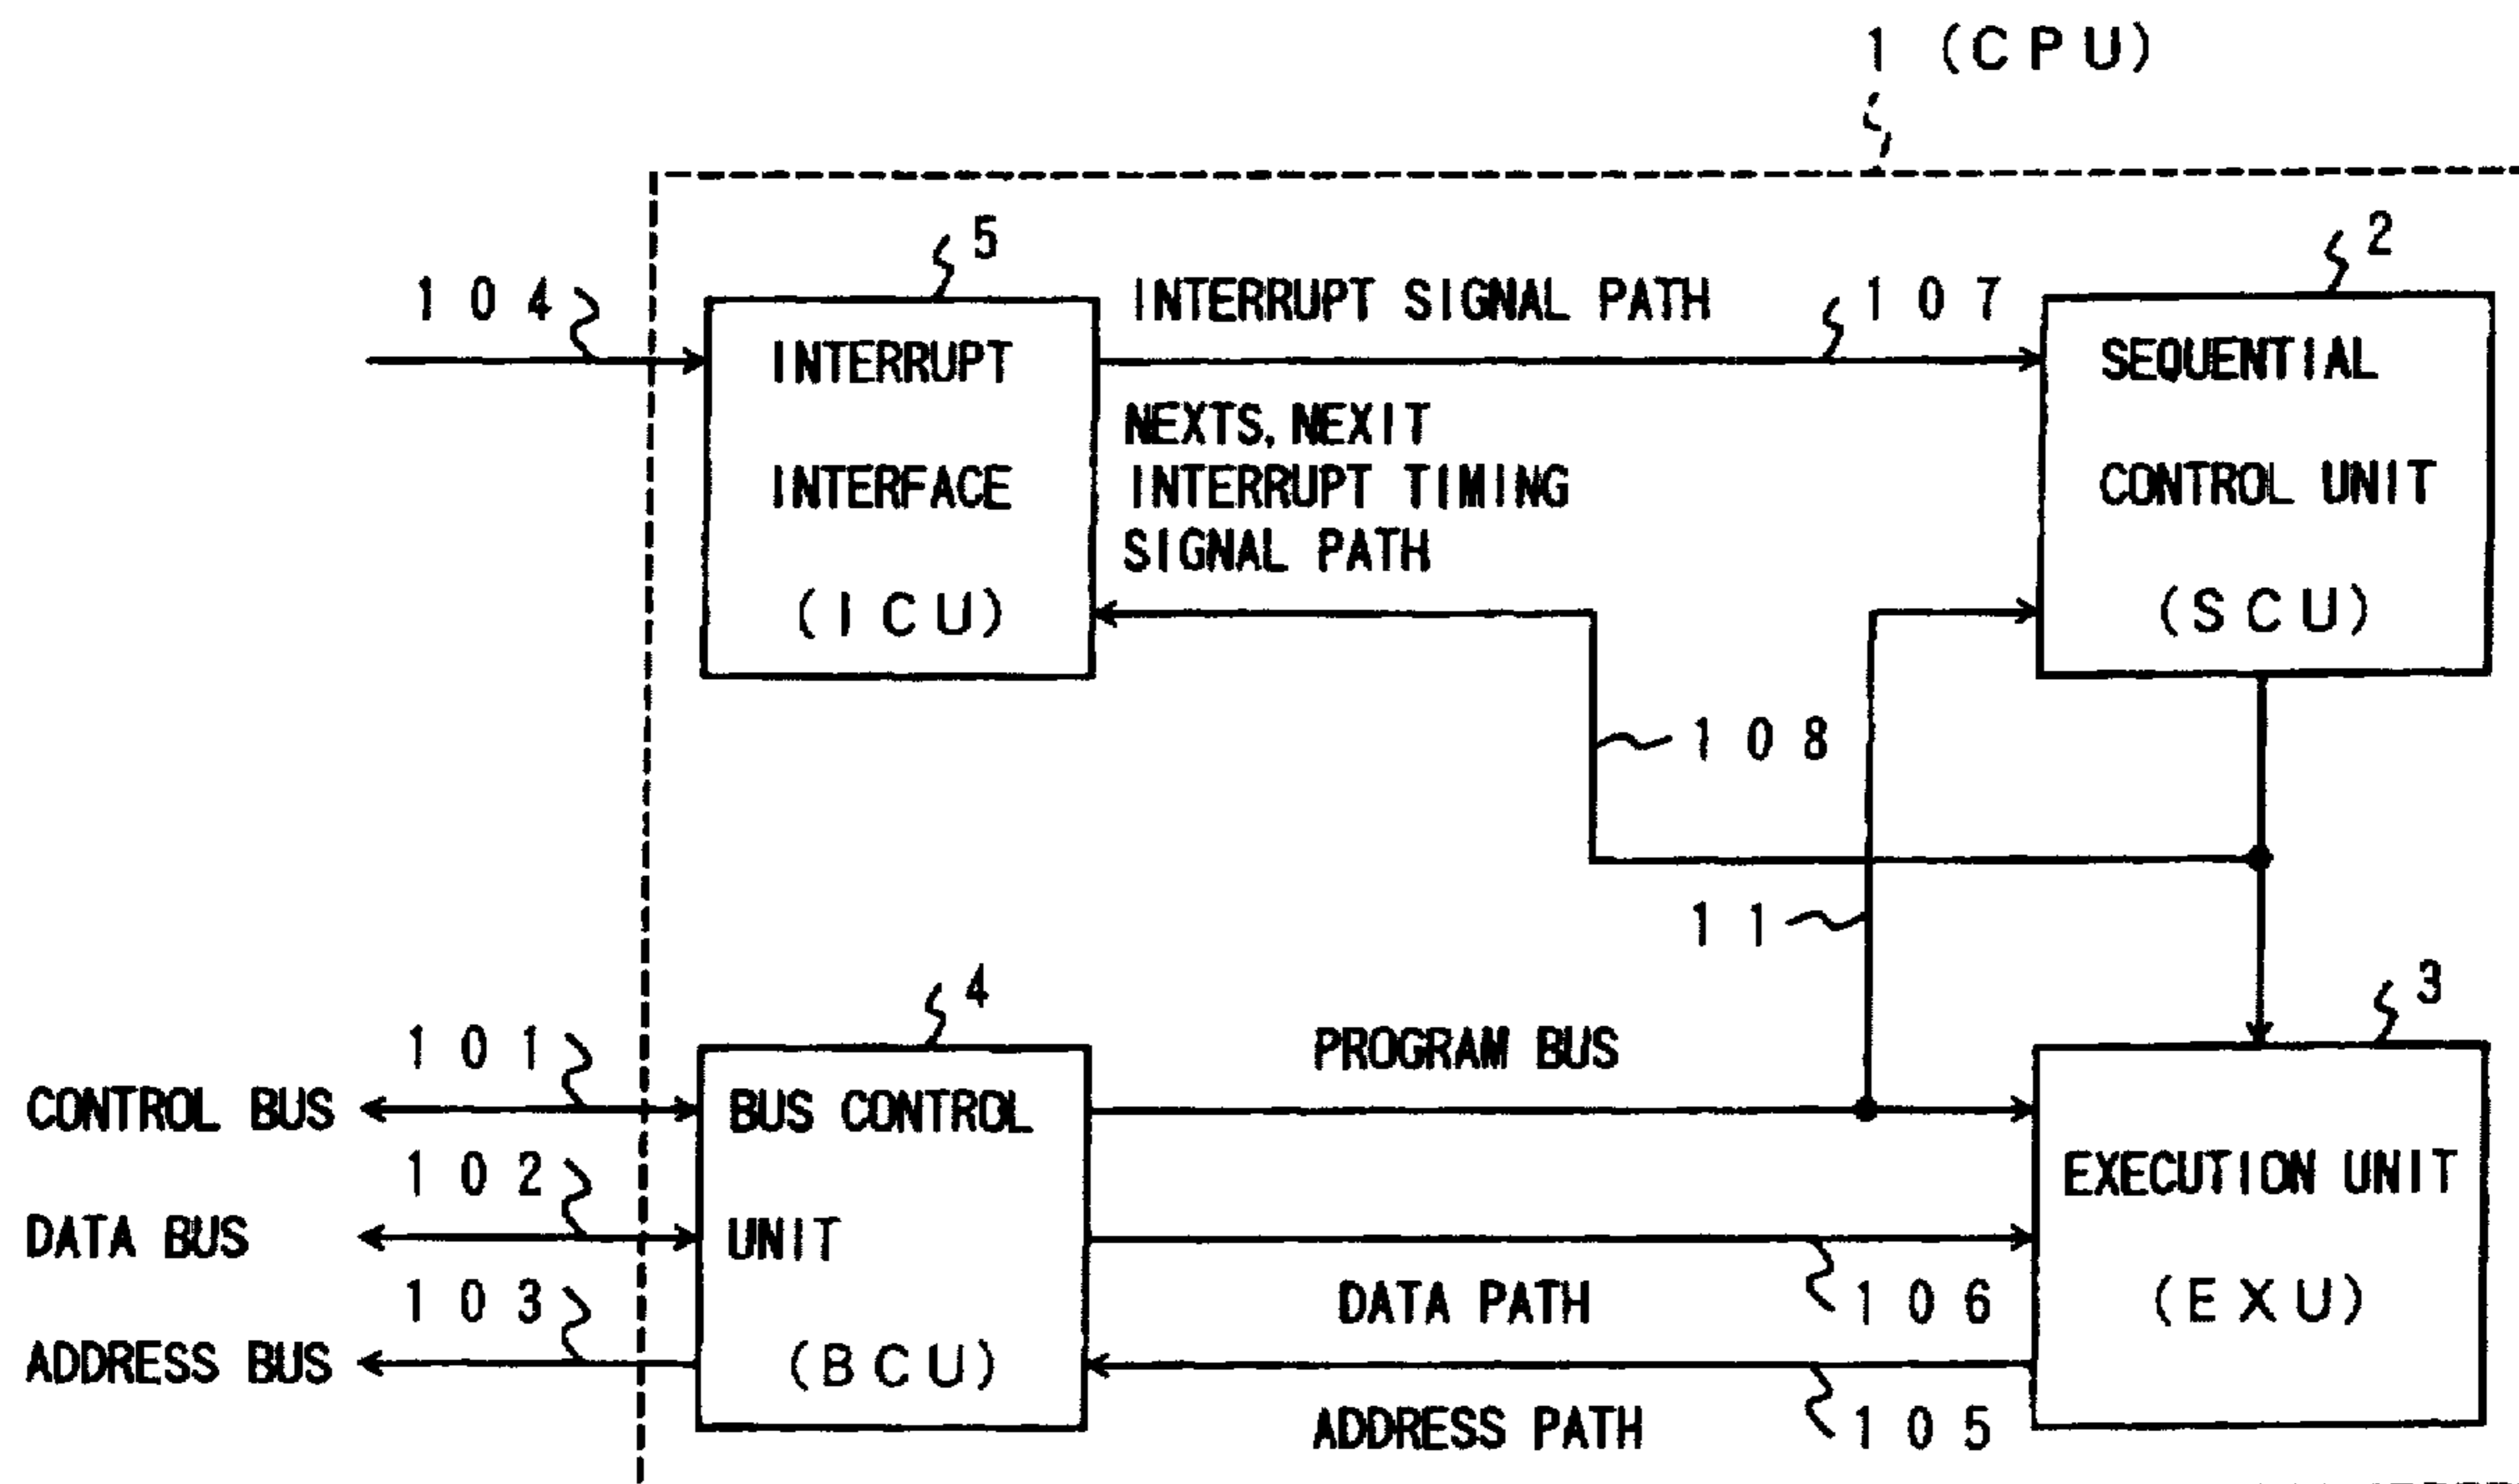 1 (CPU)
5
2
104
INTERRUPT SIGNAL PATH
107
INTERRUPT
INTERFACE
(ICU)
NEXTS, NEXIT
INTERRUPT TIMING
SIGNAL PATH
SEQUENTIAL
CONTROL UNIT
(SCU)
108
11
4
3
101
CONTROL BUS
102
DATA BUS
103
ADDRESS BUS
BUS CONTROL
UNIT
(BCU)
PROGRAM BUS
DATA PATH
106
ADDRESS PATH
105
EXECUTION UNIT
(EXU)